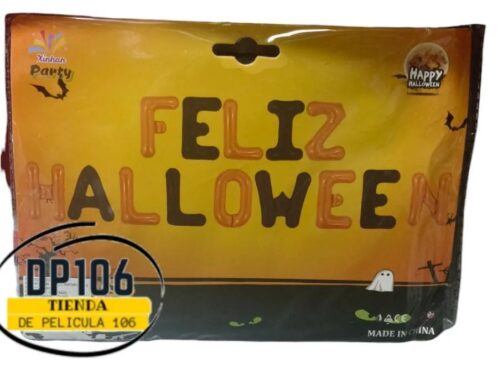 Xinhan
Party
HAPPY
HALLOWEEN
FELIZ
HALLOWEEN
DP106
TIENDA
DE PELICULA 106
MADE IN CHINA